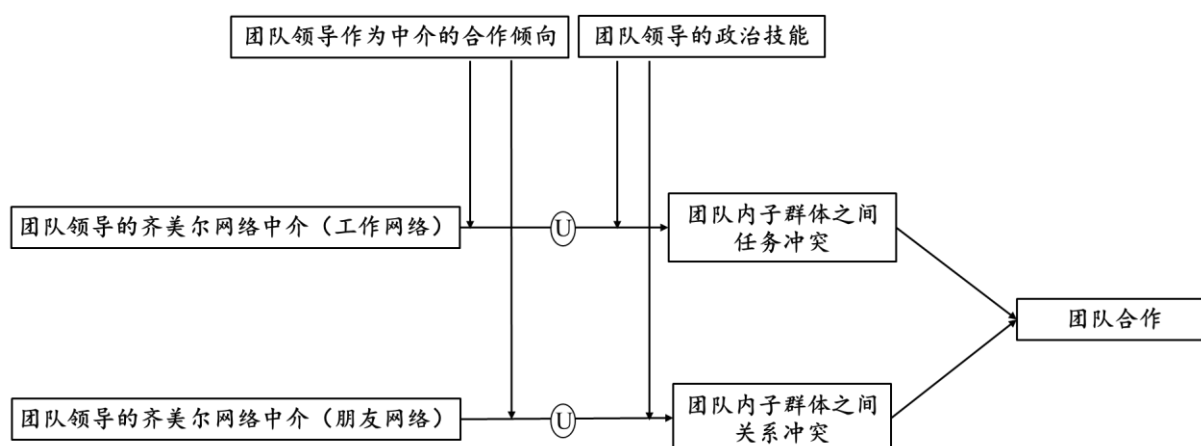 团队领导作为中介的合作倾向
团队领导的政治技能
团队领导的齐美尔网络中介（工作网络）
U
团队内子群体之间
任务冲突
团队合作
团队领导的齐美尔网络中介（朋友网络）
U
团队内子群体之间
关系冲突